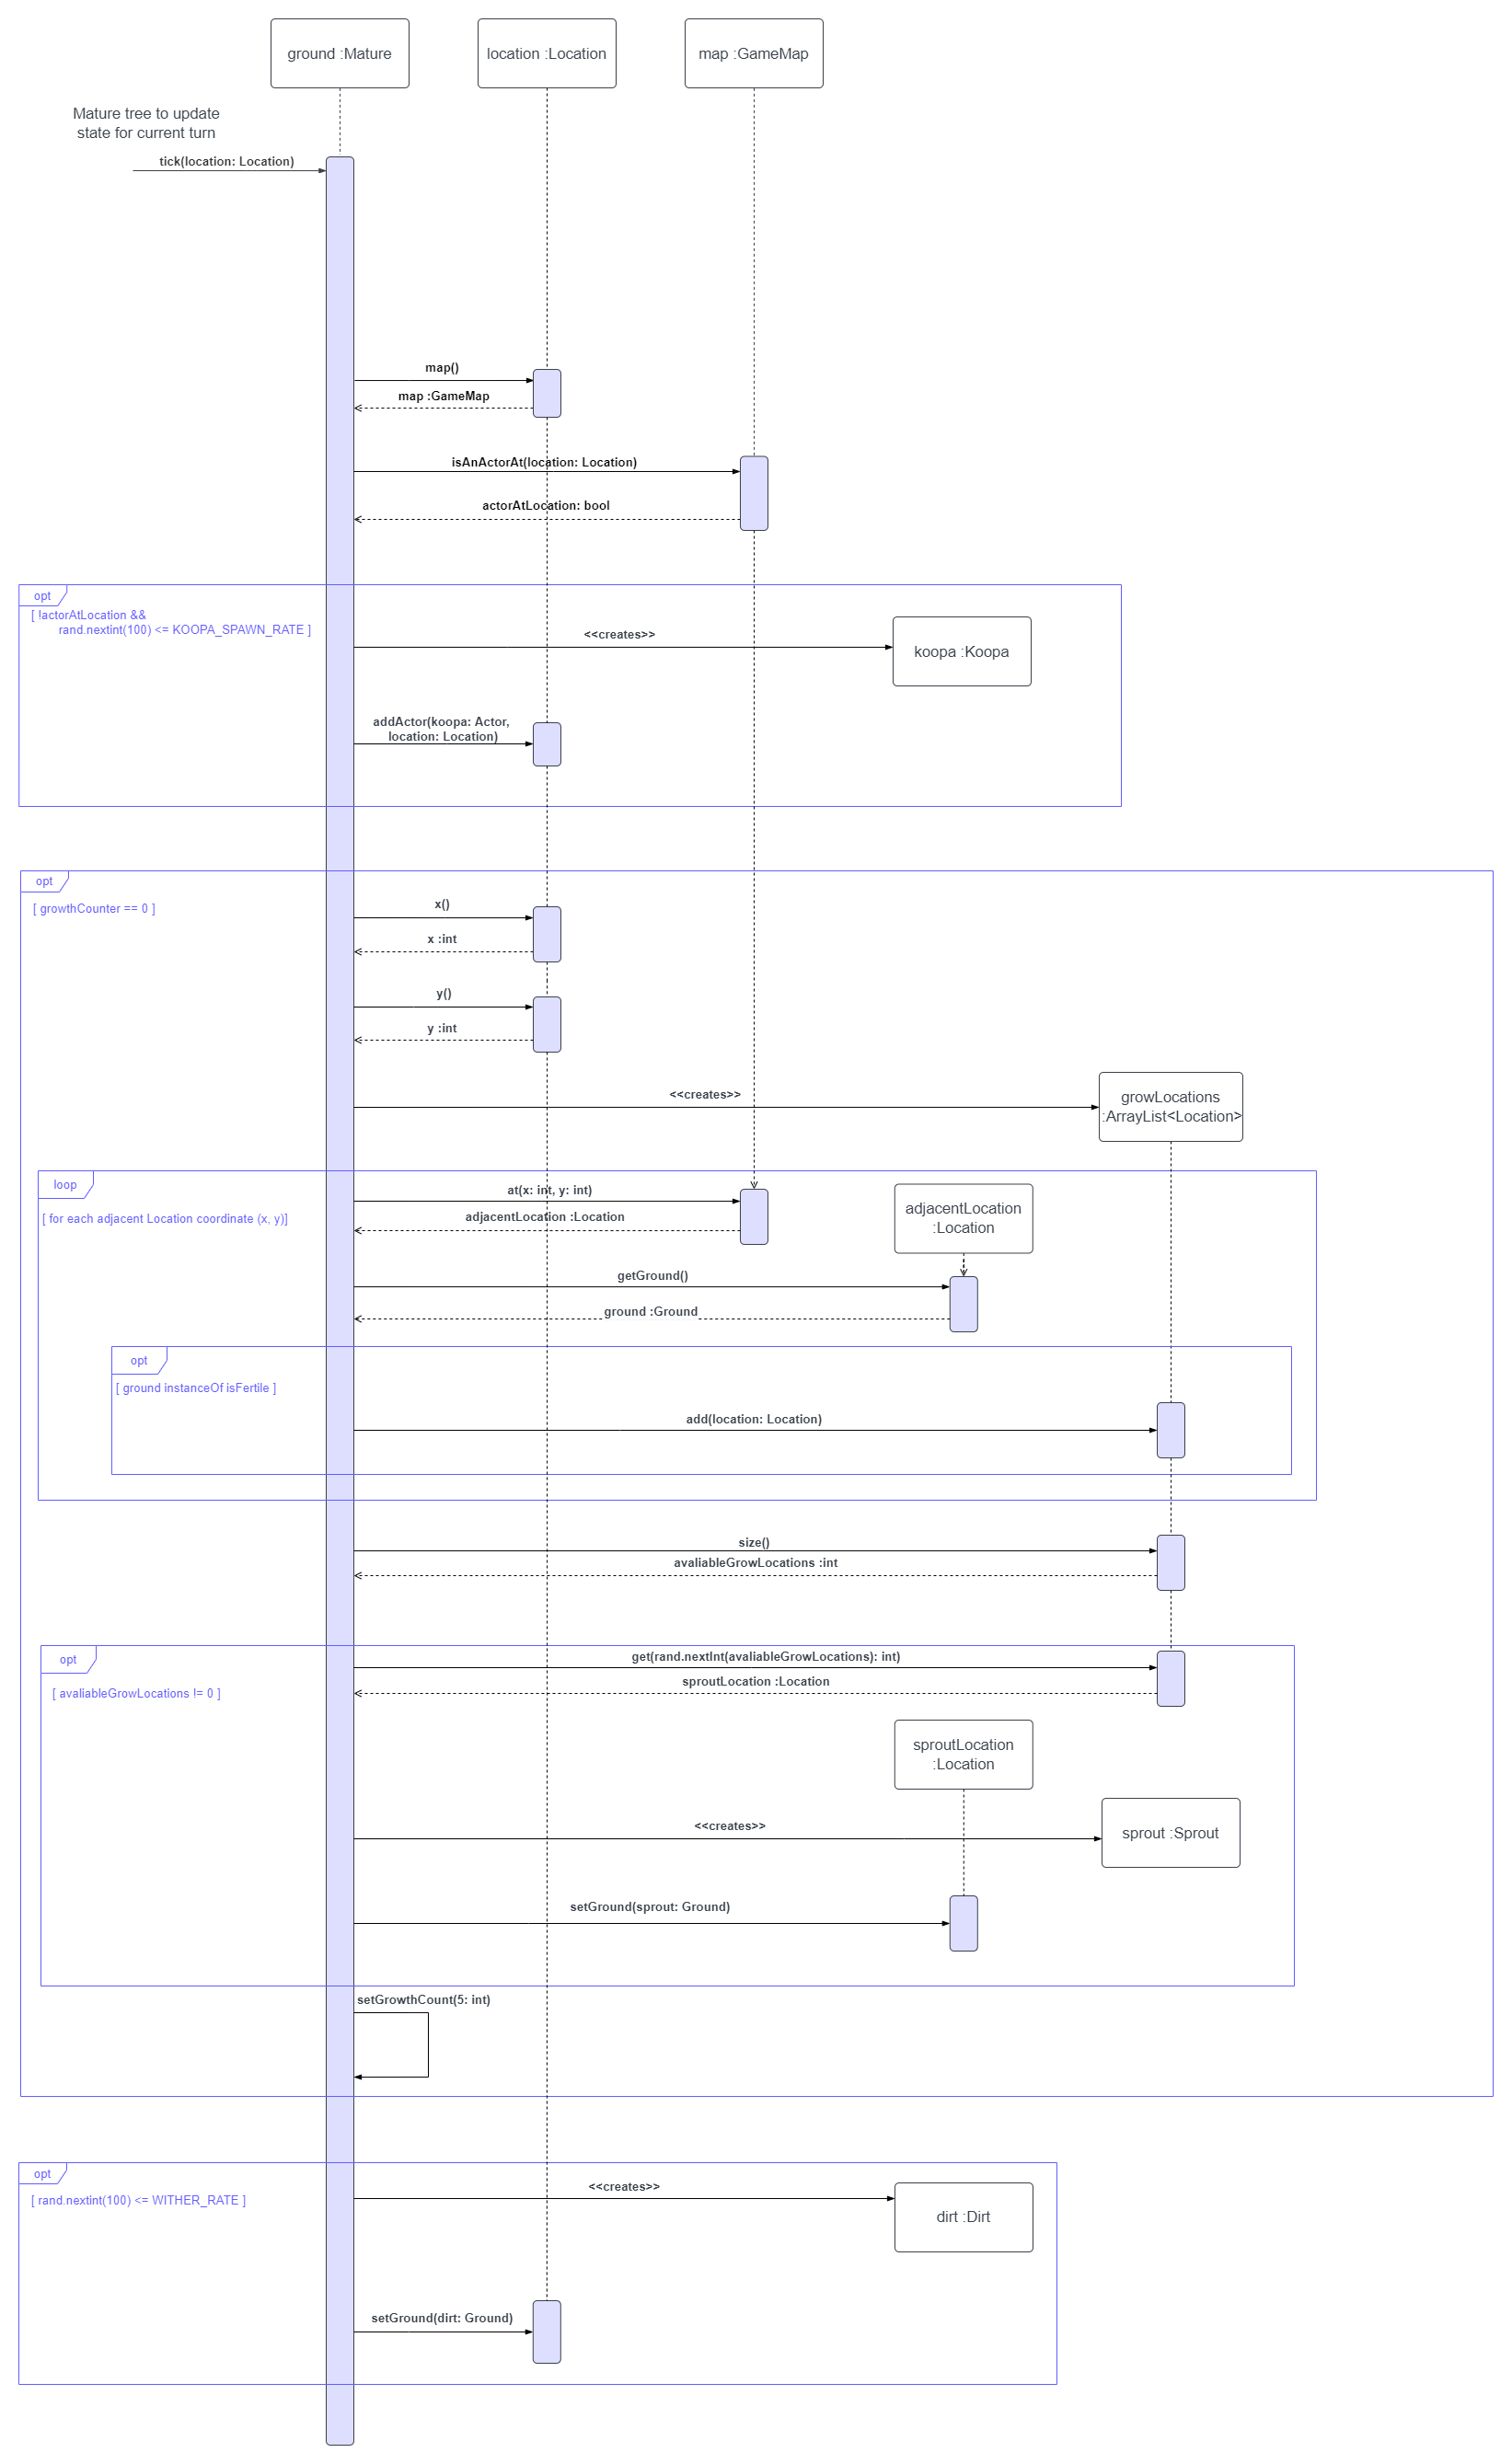 ground :Mature
location :Location
map :GameMap
Mature tree to update
state for current turn
tick(location: Location)
map()
map :GameMap
isAnActorAt(location: Location)
actorAtLocation: bool
opt
[ !actorAtLocation &&
rand.nextint(100) <= KOOPA_SPAWN_RATE ]
<<creates>>
koopa :Koopa
addActor(koopa: Actor,
location: Location)
opt
[ growthCounter == 0 ]
x()
x :int
y()
y :int
<<creates>>
growLocations
:ArrayList<Location>
loop
[ for each adjacent Location coordinate (x, y)]
at(x: int, y: int)
adjacentLocation :Location
adjacentLocation
:Location
getGround()
ground :Ground
opt
[ ground instanceOf isFertile ]
add(location: Location)
size()
avaliableGrowLocations :int
opt
[ avaliableGrowLocations != 0 ]
get(rand.nextInt(avaliableGrowLocations): int)
sproutLocation :Location
sproutLocation
:Location
<<creates>>
sprout :Sprout
setGround(sprout: Ground)
setGrowthCount(5: int)
opt
[ rand.nextint(100) <= WITHER_RATE ]
<<creates>>
dirt :Dirt
setGround(dirt: Ground)